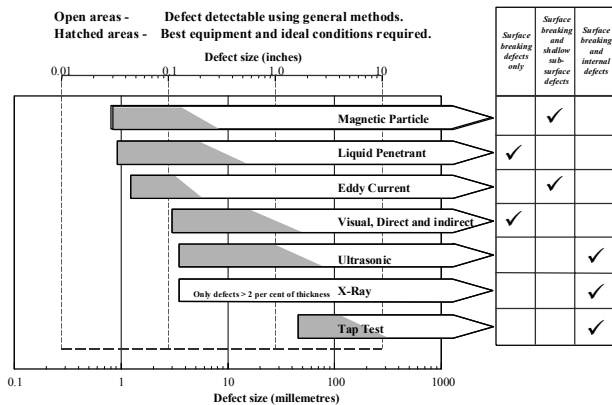 Open areas - Defect detectable using general methods.
Hatched areas - Best equipment and ideal conditions required.
Defect size (inches)
0.01 0.1 1.0 10
Surface
breaking
defects
only
Surface
breaking
and
shallow
sub-
surface
defects
Surface
breaking
and
internal
defects
Magnetic Particle
Liquid Penetrant
Eddy Current
Visual, Direct and indirect
Ultrasonic
Only defects > 2 per cent of thickness X-Ray
Tap Test
0.1 1 10 100 1000
Defect size (millemetres)